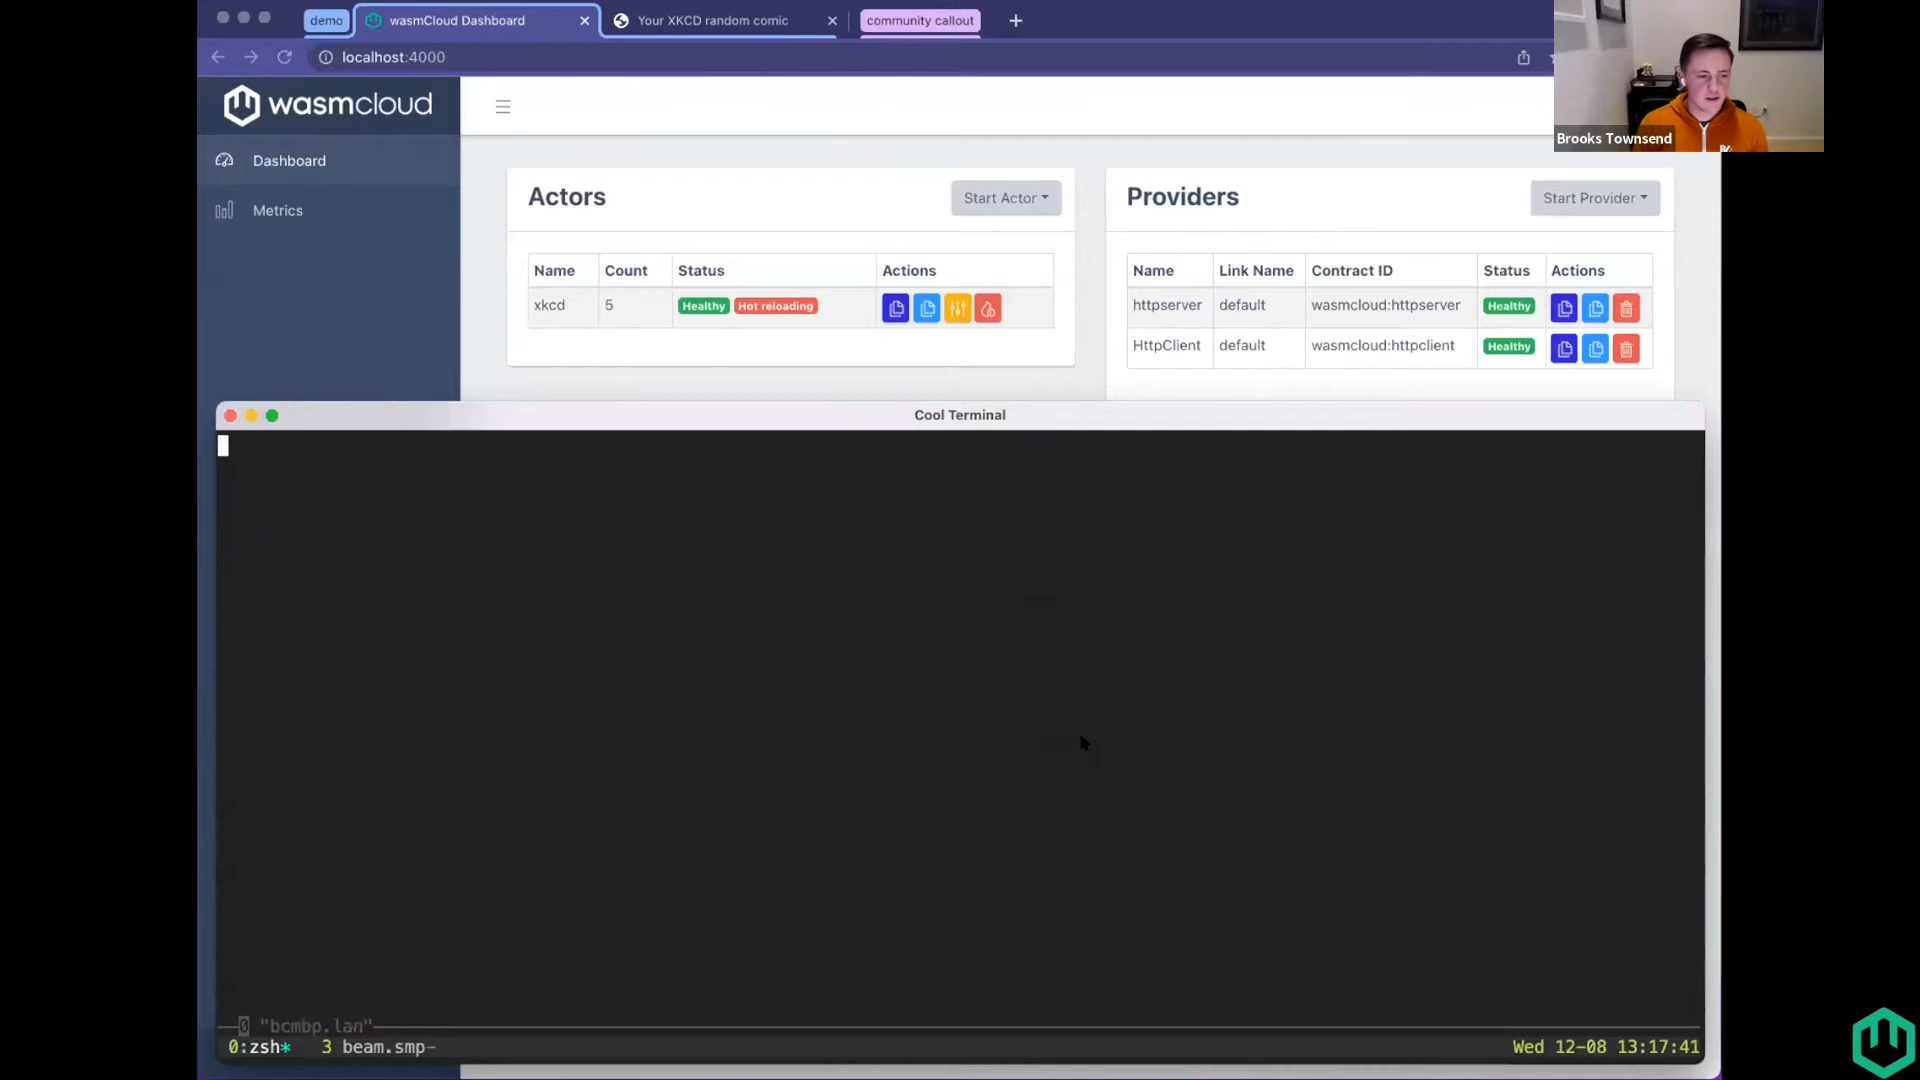 demo
wasmCloud Dashboard
Your XKCD random comic
community callout
localhost:4000
Brooks Townsend
wasmcloud
Dashboard
Metrics
Actors
Start Actor
Name Count Status Actions
xkcd 5 Healthy Hot reloading
Providers
Start Provider
Name Link Name Contract ID Status Actions
httpserver default wasmcloud:httpserver Healthy
HttpClient default wasmcloud:httpclient Healthy
Cool Terminal
0 "bcmbp.lan"
0:zsh* 3 beam.smp- Wed 12-08 13:17:41